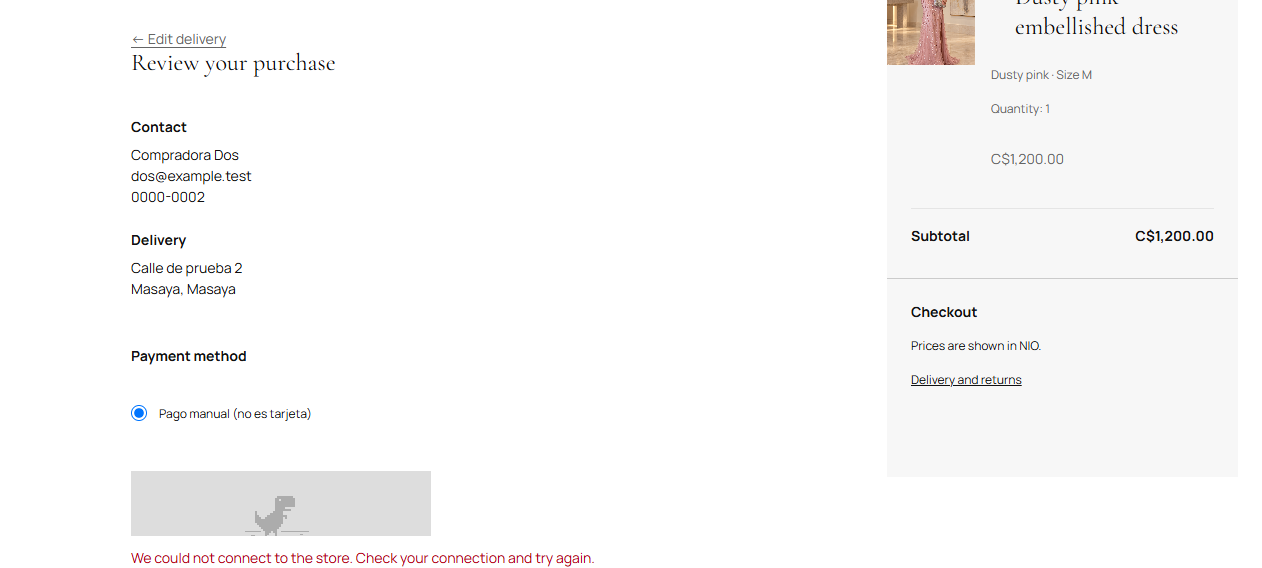 ← Edit delivery
Review your purchase
Contact
Compradora Dos
dos@example.test
0000-0002
Delivery
Calle de prueba 2
Masaya, Masaya
Payment method
Pago manual (no es tarjeta)
We could not connect to the store. Check your connection and try again.
Dusty pink
embellished dress
Dusty pink · Size M
Quantity: 1
C$1,200.00
Subtotal C$1,200.00
Checkout
Prices are shown in NIO.
Delivery and returns